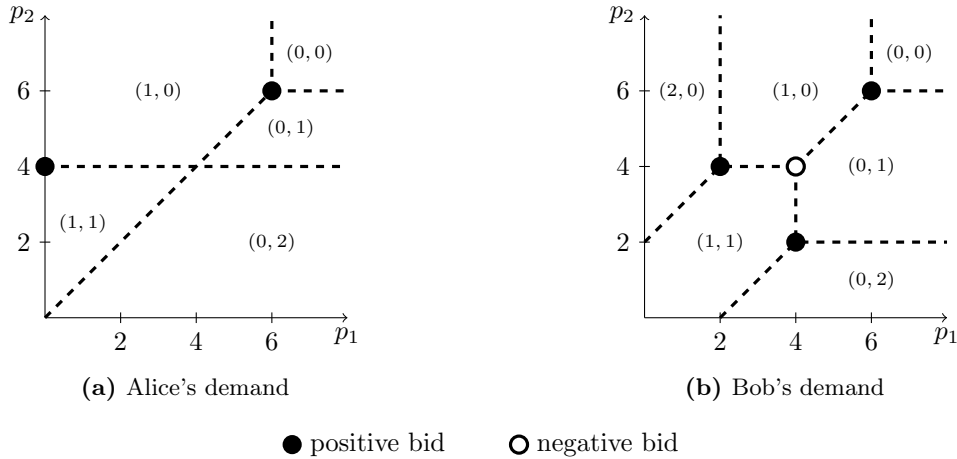 p2 p2
(0, 0) (0, 0)
6 (1, 0) 6 (2, 0) (1, 0)
(0, 1)
4 4 (0, 1)
(1, 1)
2 (0, 2) 2 (1, 1)
(0, 2)
2 4 6 p1 2 4 6 p1
(a) Alice's demand (b) Bob's demand
positive bid negative bid